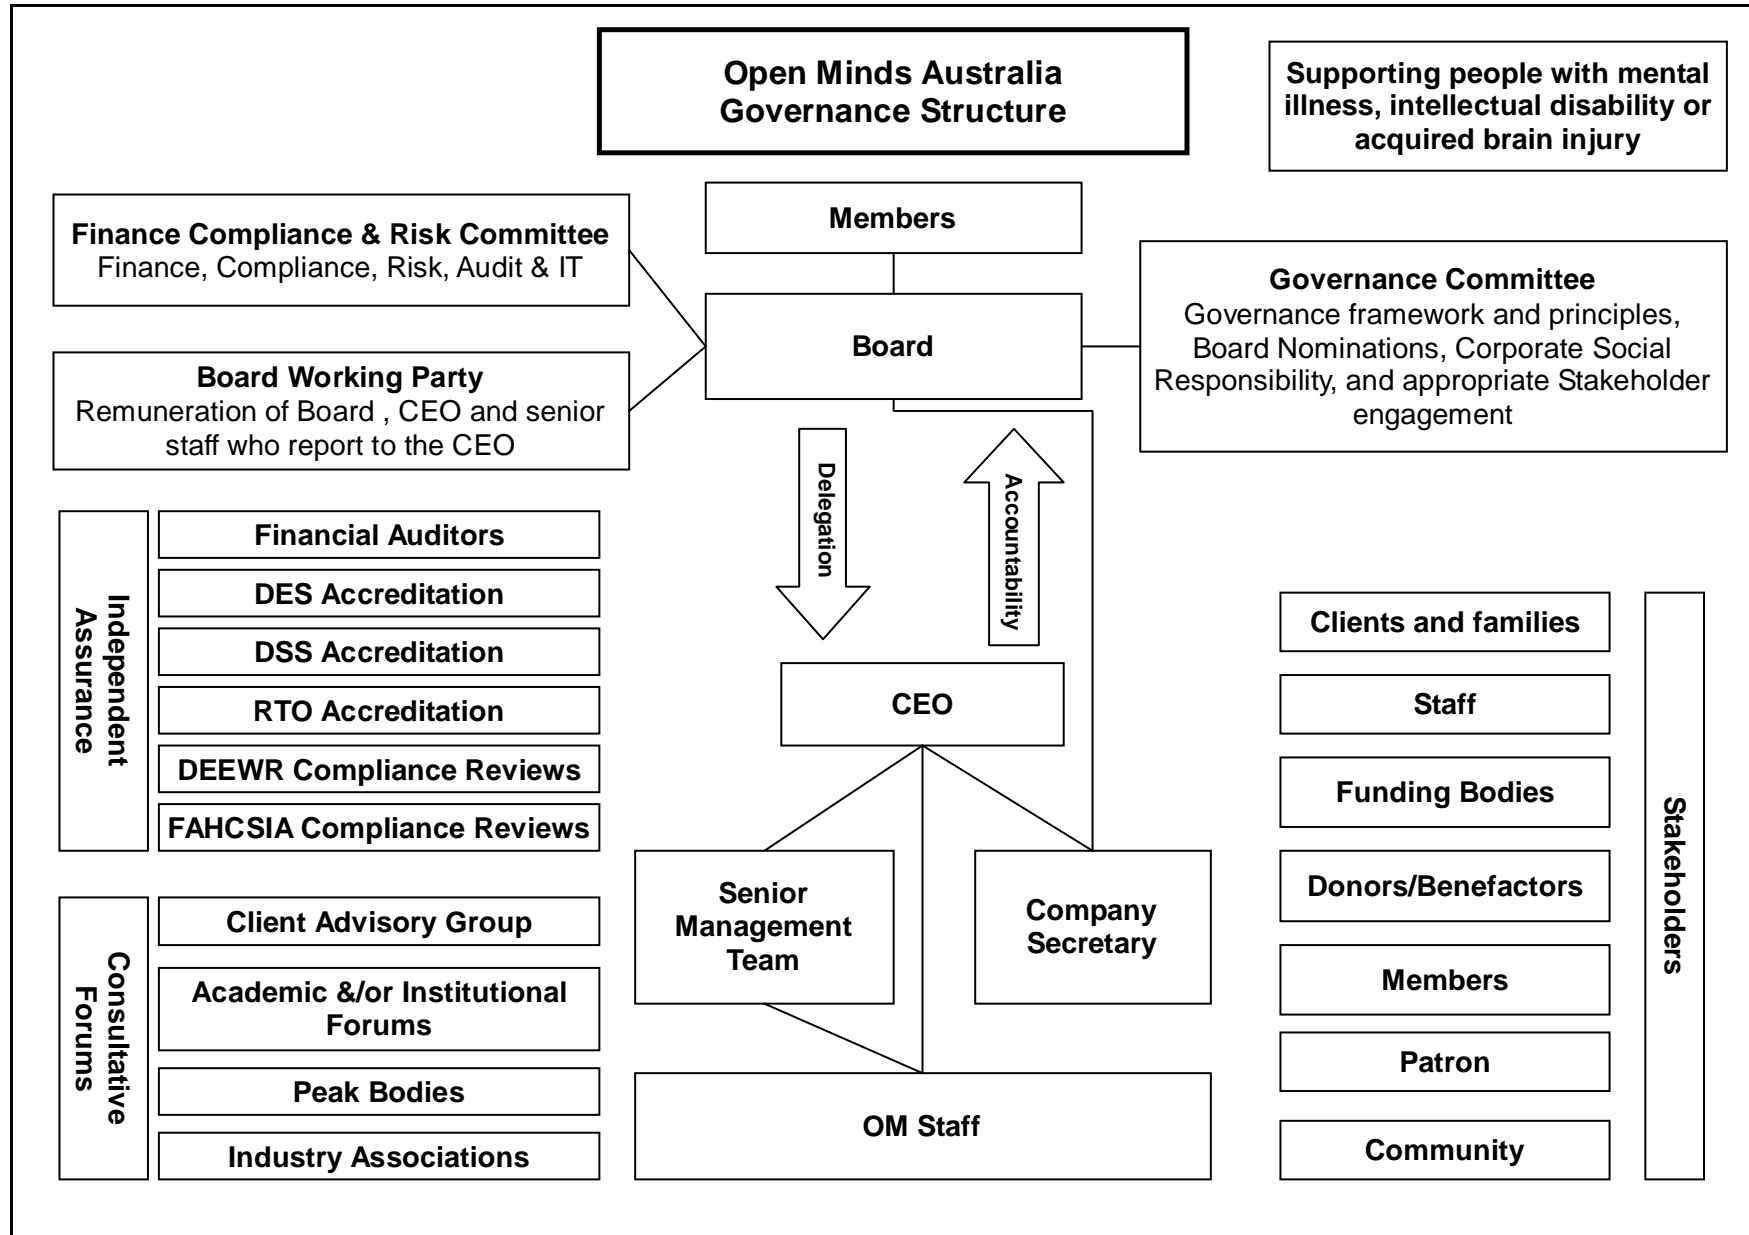 Open Minds Australia
Governance Structure
Supporting people with mental
illness, intellectual disability or
acquired brain injury
Members
Finance Compliance & Risk Committee
Finance, Compliance, Risk, Audit & IT
Board
Governance Committee
Governance framework and principles,
Board Nominations, Corporate Social
Responsibility, and appropriate Stakeholder
engagement
Board Working Party
Remuneration of Board , CEO and senior
staff who report to the CEO
Delegation
Accountability
Independent
Assurance
Financial Auditors
DES Accreditation
DSS Accreditation
RTO Accreditation
DEEWR Compliance Reviews
FAHCSIA Compliance Reviews
Consultative
Forums
Client Advisory Group
Academic &/or Institutional
Forums
Peak Bodies
Industry Associations
CEO
Senior
Management
Team
Company
Secretary
OM Staff
Clients and families
Staff
Funding Bodies
Donors/Benefactors
Members
Patron
Community
Stakeholders